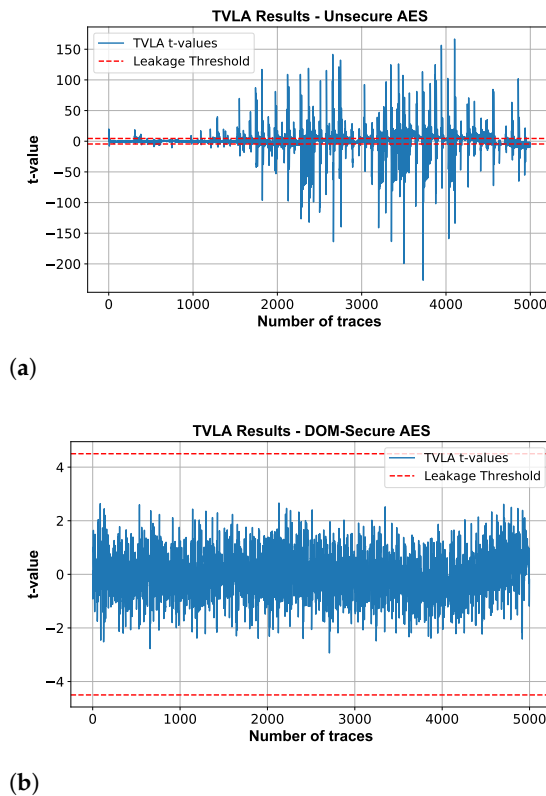 TVLA Results - Unsecure AES
TVLA t-values
Leakage Threshold
150
100
50
0
−50
−100
−150
−200
t-value
0 1000 2000 3000 4000 5000
Number of traces
(a)
TVLA Results - DOM-Secure AES
TVLA t-values
Leakage Threshold
4
2
0
−2
−4
t-value
0 1000 2000 3000 4000 5000
Number of traces
(b)